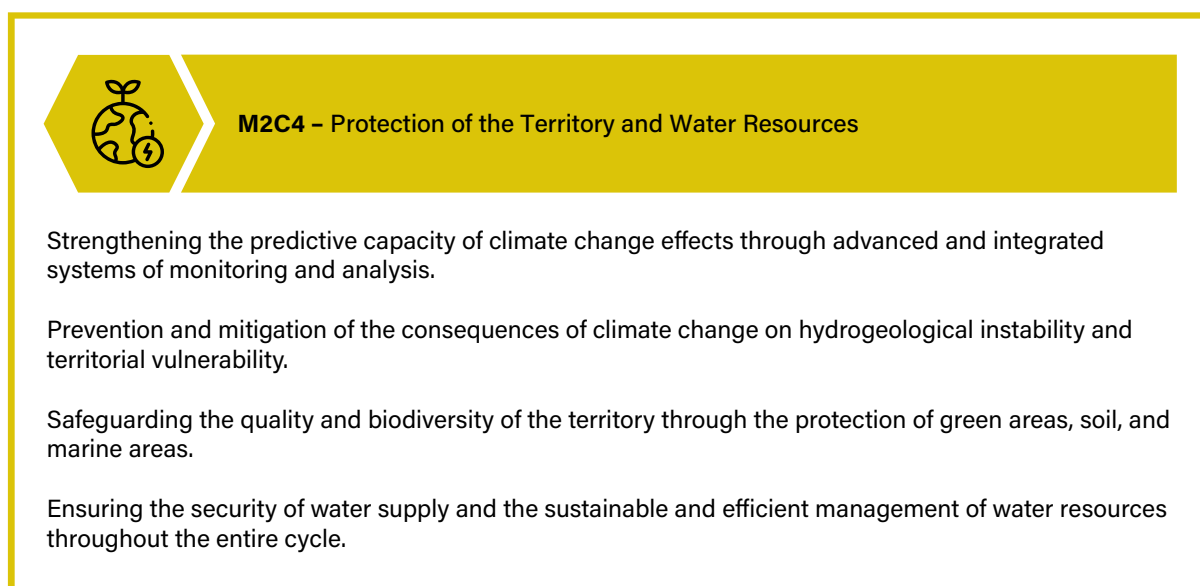 M2C4 – Protection of the Territory and Water Resources
Strengthening the predictive capacity of climate change effects through advanced and integrated
systems of monitoring and analysis.
Prevention and mitigation of the consequences of climate change on hydrogeological instability and
territorial vulnerability.
Safeguarding the quality and biodiversity of the territory through the protection of green areas, soil, and
marine areas.
Ensuring the security of water supply and the sustainable and efficient management of water resources
throughout the entire cycle.